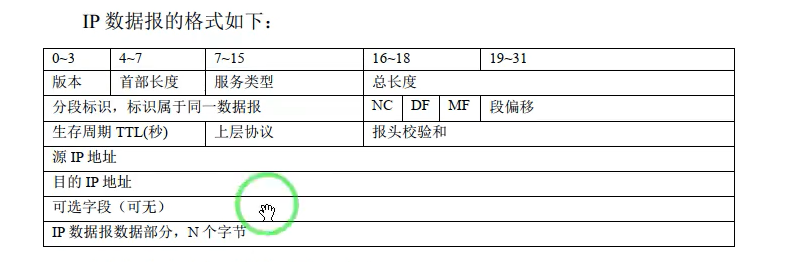 IP 数据报的格式如下：
0~3 4~7 7~15 16~18 19~31
版本 首部长度 服务类型 总长度
分段标识，标识属于同一数据报 NC DF MF 段偏移
生存周期 TTL(秒) 上层协议 报头校验和
源 IP 地址
目的 IP 地址
可选字段（可无）
IP 数据报数据部分，N 个字节